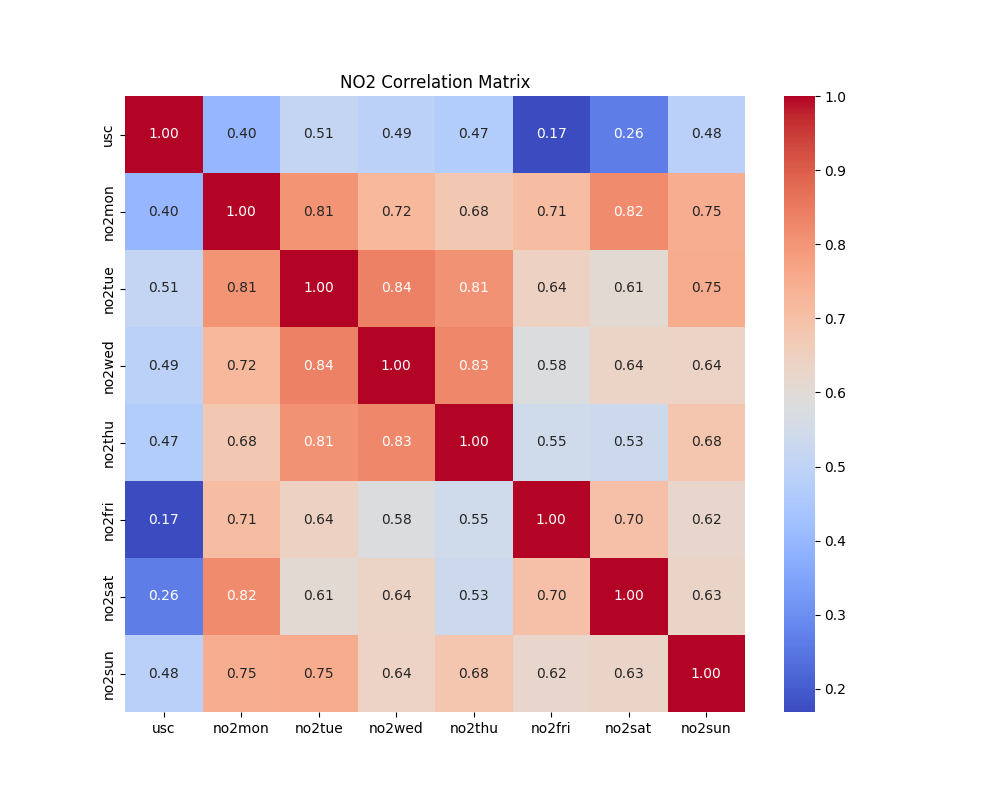 NO2 Correlation Matrix
usc 1.00 0.40 0.51 0.49 0.47 0.17 0.26 0.48
no2mon 0.40 1.00 0.81 0.72 0.68 0.71 0.82 0.75
no2tue 0.51 0.81 1.00 0.84 0.81 0.64 0.61 0.75
no2wed 0.49 0.72 0.84 1.00 0.83 0.58 0.64 0.64
no2thu 0.47 0.68 0.81 0.83 1.00 0.55 0.53 0.68
no2fri 0.17 0.71 0.64 0.58 0.55 1.00 0.70 0.62
no2sat 0.26 0.82 0.61 0.64 0.53 0.70 1.00 0.63
no2sun 0.48 0.75 0.75 0.64 0.68 0.62 0.63 1.00
usc no2mon no2tue no2wed no2thu no2fri no2sat no2sun
1.0
0.9
0.8
0.7
0.6
0.5
0.4
0.3
0.2